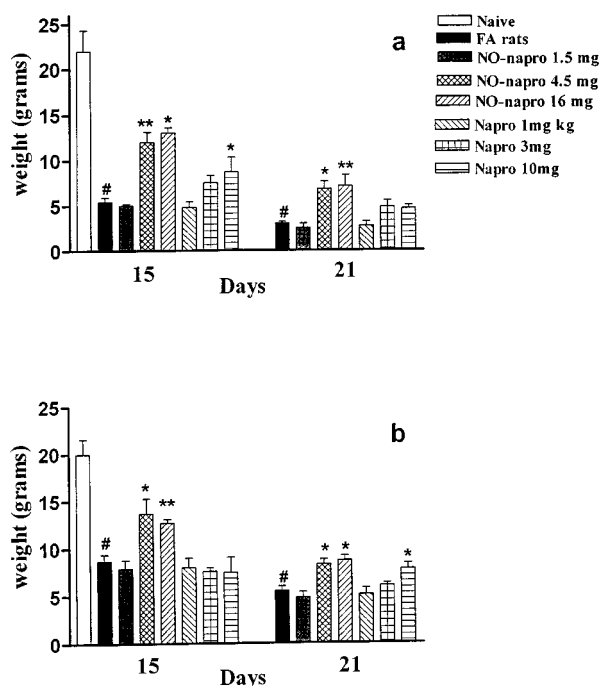 a
Naive
FA rats
NO-napro 1.5 mg
NO-napro 4.5 mg
NO-napro 16 mg
Napro 1mg kg
Napro 3mg
Napro 10mg
weight (grams)
25
20
15
10
5
0
#
**
*
*
#
*
**
15
21
Days
b
weight (grams)
25
20
15
10
5
0
#
*
**
#
*
*
*
15
21
Days